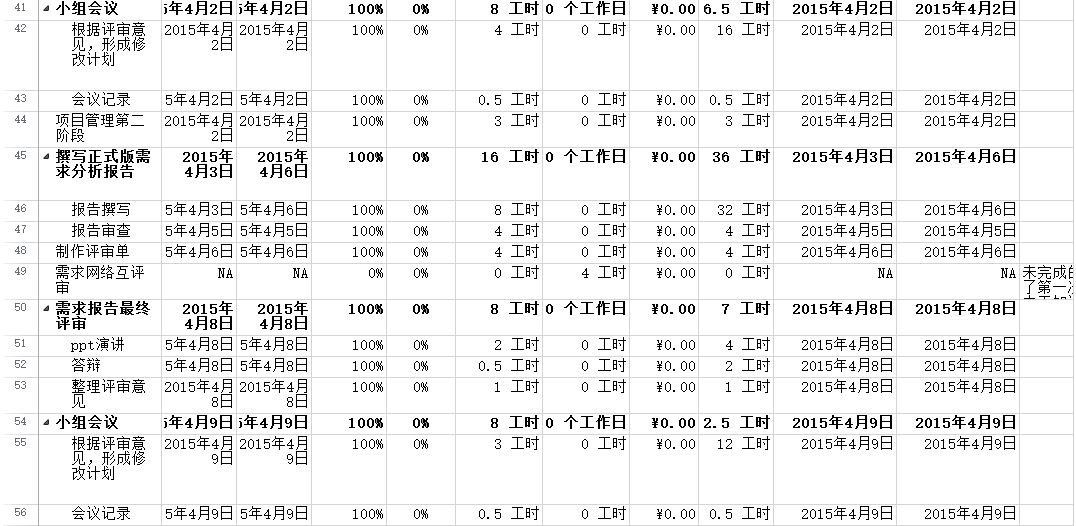 41 小组会议 5年4月2日 5年4月2日 100% 0% 8 工时 0 个工作日 ¥0.00 6.5 工时 2015年4月2日 2015年4月2日
42 根据评审意 2015年4月 2015年4月 100% 0% 4 工时 0 工时 ¥0.00 16 工时 2015年4月2日 2015年4月2日
见，形成修 2日 2日
改计划
43 会议记录 5年4月2日 5年4月2日 100% 0% 0.5 工时 0 工时 ¥0.00 0.5 工时 2015年4月2日 2015年4月2日
44 项目管理第二 2015年4月 2015年4月 100% 0% 3 工时 0 工时 ¥0.00 3 工时 2015年4月2日 2015年4月2日
阶段 2日 2日
45 撰写正式版需 2015年 2015年 100% 0% 16 工时 0 个工作日 ¥0.00 36 工时 2015年4月3日 2015年4月6日
求分析报告 4月3日 4月6日
46 报告撰写 5年4月3日 5年4月6日 100% 0% 8 工时 0 工时 ¥0.00 32 工时 2015年4月3日 2015年4月6日
47 报告审查 5年4月5日 5年4月5日 100% 0% 4 工时 0 工时 ¥0.00 4 工时 2015年4月5日 2015年4月5日
48 制作评审单 5年4月6日 5年4月6日 100% 0% 4 工时 0 工时 ¥0.00 4 工时 2015年4月6日 2015年4月6日
49 需求网络互评 NA NA 0% 0% 0 工时 4 工时 ¥0.00 0 工时 NA NA 未完成的
审 了第一次
50 需求报告最终 2015年 2015年 100% 0% 8 工时 0 个工作日 ¥0.00 7 工时 2015年4月8日 2015年4月8日
评审 4月8日 4月8日
51 ppt演讲 5年4月8日 5年4月8日 100% 0% 2 工时 0 工时 ¥0.00 4 工时 2015年4月8日 2015年4月8日
52 答辩 5年4月8日 5年4月8日 100% 0% 0.5 工时 0 工时 ¥0.00 2 工时 2015年4月8日 2015年4月8日
53 整理评审意 2015年4月 2015年4月 100% 0% 1 工时 0 工时 ¥0.00 1 工时 2015年4月8日 2015年4月8日
见 8日 8日
54 小组会议 5年4月9日 5年4月9日 100% 0% 8 工时 0 个工作日 ¥0.00 2.5 工时 2015年4月9日 2015年4月9日
55 根据评审意 2015年4月 2015年4月 100% 0% 3 工时 0 工时 ¥0.00 12 工时 2015年4月9日 2015年4月9日
见，形成修 9日 9日
改计划
56 会议记录 5年4月9日 5年4月9日 100% 0% 0.5 工时 0 工时 ¥0.00 0.5 工时 2015年4月9日 2015年4月9日